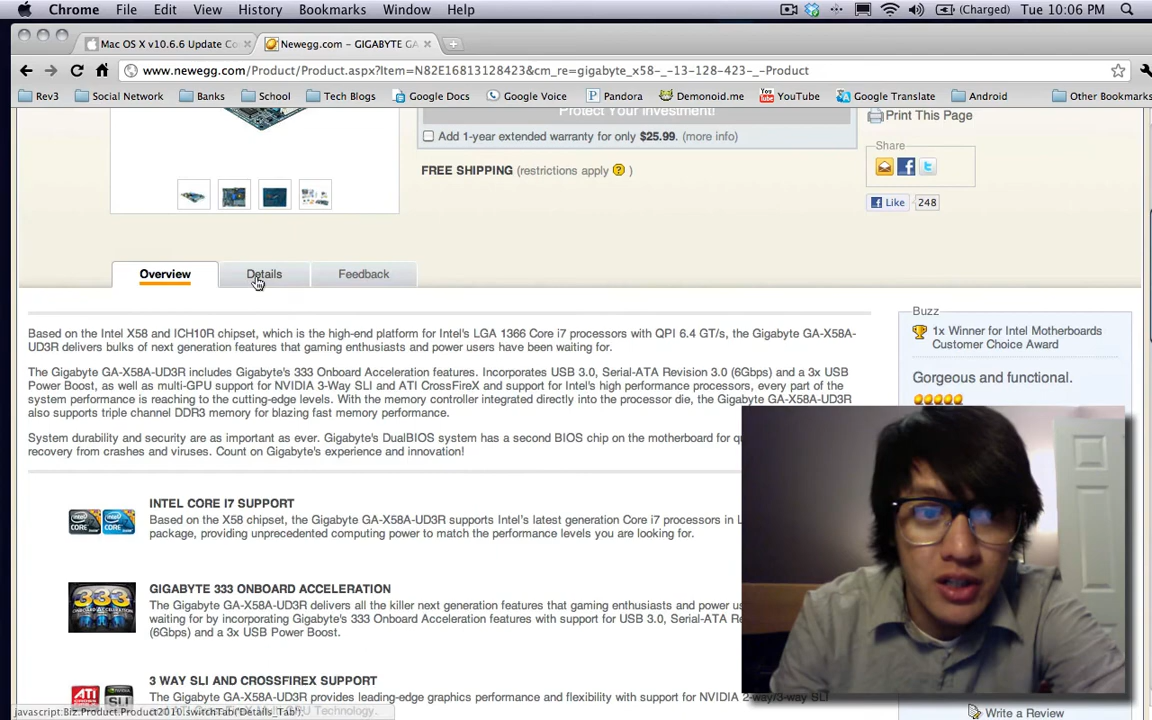 Chrome File Edit View History Bookmarks Window Help (Charged) Tue 10:06 PM
Mac OS X v10.6.6 Update Co Newegg.com – GIGABYTE GA
www.newegg.com/Product/Product.aspx?Item=N82E16813128423&cm_re=gigabyte_x58-_-13-128-423-_-Product
Rev3 Social Network Banks School Tech Blogs Google Docs Google Voice Pandora Demonoid.me YouTube Google Translate Android Other Bookmarks
Protect Your Investment!
Add 1-year extended warranty for only $25.99. (more info)
FREE SHIPPING (restrictions apply ? )
Print This Page
Share
Like 248
Overview Details Feedback
Based on the Intel X58 and ICH10R chipset, which is the high-end platform for Intel's LGA 1366 Core i7 processors with QPI 6.4 GT/s, the Gigabyte GA-X58A-
UD3R delivers bulks of next generation features that gaming enthusiasts and power users have been waiting for.
The Gigabyte GA-X58A-UD3R includes Gigabyte's 333 Onboard Acceleration features. Incorporates USB 3.0, Serial-ATA Revision 3.0 (6Gbps) and a 3x USB
Power Boost, as well as multi-GPU support for NVIDIA 3-Way SLI and ATI CrossFireX and support for Intel's high performance processors, every part of the
system performance is reaching to the cutting-edge levels. With the memory controller integrated directly into the processor die, the Gigabyte GA-X58A-UD3R
also supports triple channel DDR3 memory for blazing fast memory performance.
System durability and security are as important as ever. Gigabyte's DualBIOS system has a second BIOS chip on the motherboard for
recovery from crashes and viruses. Count on Gigabyte's experience and innovation!
Buzz
1x Winner for Intel Motherboards
Customer Choice Award
Gorgeous and functional.
INTEL CORE I7 SUPPORT
Based on the X58 chipset, the Gigabyte GA-X58A-UD3R supports Intel's latest generation Core i7 processors in
package, providing unprecedented computing power to match the performance levels you are looking for.
333
GIGABYTE 333 ONBOARD ACCELERATION
The Gigabyte GA-X58A-UD3R delivers all the killer next generation features that gaming enthusiasts and power
waiting for by incorporating Gigabyte's 333 Onboard Acceleration features with support for USB 3.0, Serial-ATA
(6Gbps) and a 3x USB Power Boost.
ATI SLI
3 WAY SLI AND CROSSFIREX SUPPORT
The Gigabyte GA-X58A-UD3R provides leading-edge graphics performance and flexibility with support for NVIDIA 2-way/3-way SLI
javascript:Biz.Product.Product2010.switchTab('Details_Tab'); Technology.
Write a Review